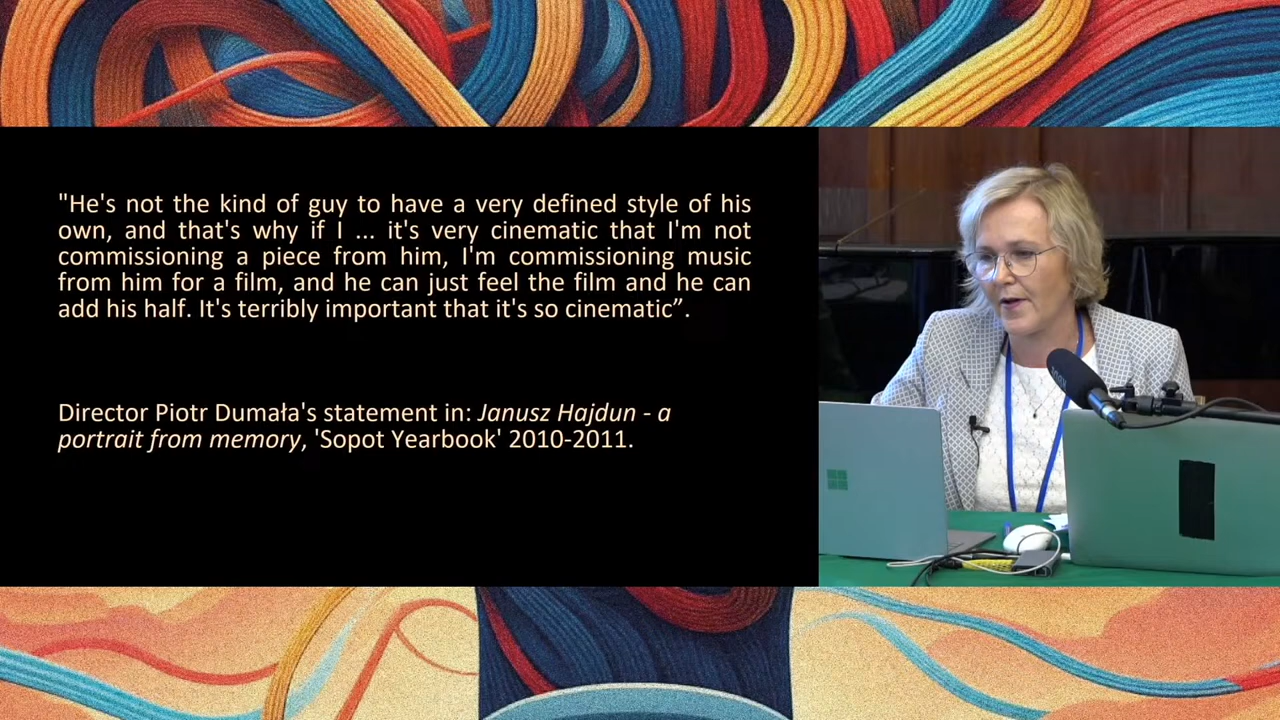 "He's not the kind of guy to have a very defined style of his
own, and that's why if I ... it's very cinematic that I'm not
commissioning a piece from him, I'm commissioning music
from him for a film, and he can just feel the film and he can
add his half. It's terribly important that it's so cinematic”.
Director Piotr Dumała's statement in: Janusz Hajdun - a
portrait from memory, 'Sopot Yearbook' 2010-2011.